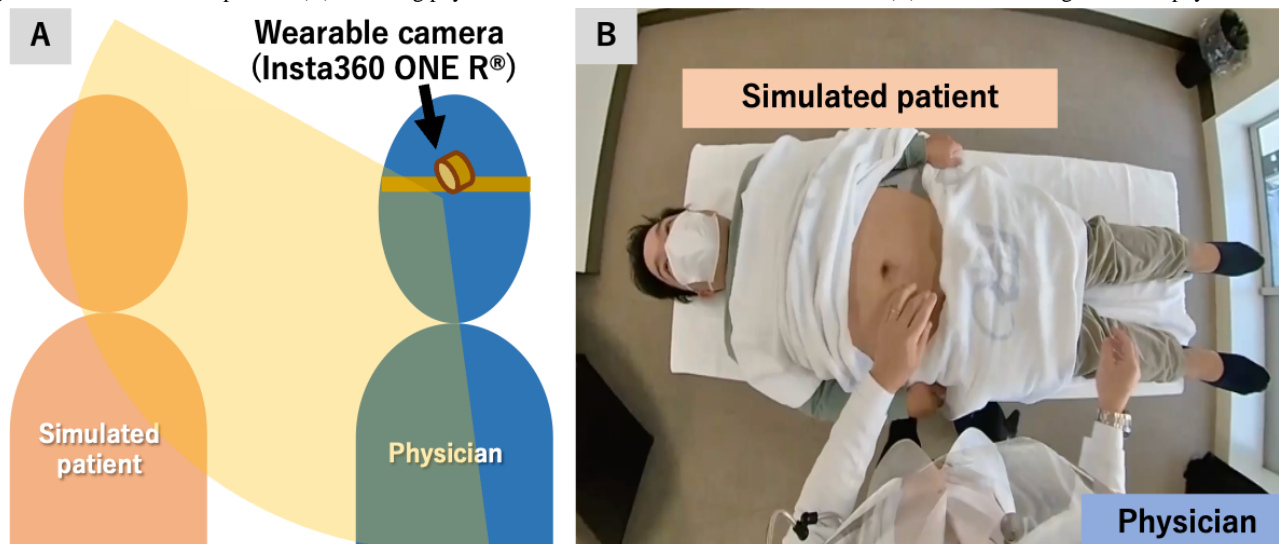 A
Wearable camera
(Insta360 ONE R®)
Simulated
patient
Physician
B
Simulated patient
Physician